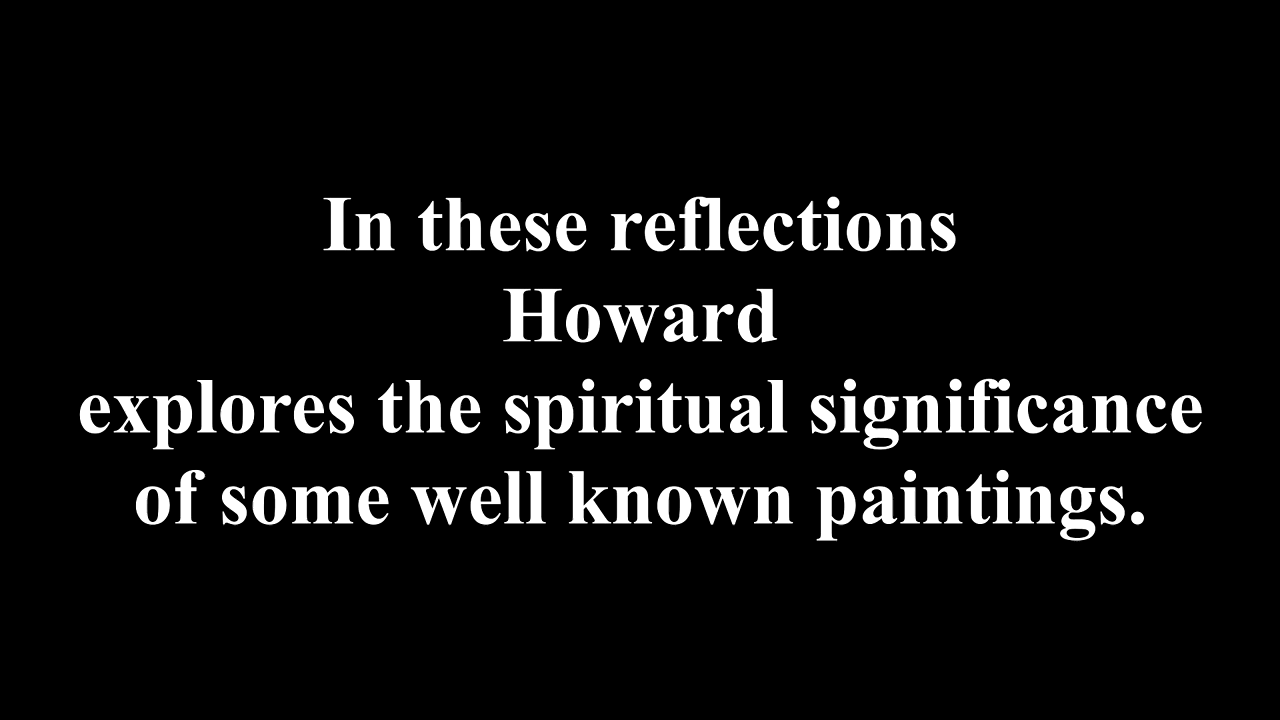 In these reflections
Howard
explores the spiritual significance
of some well known paintings.